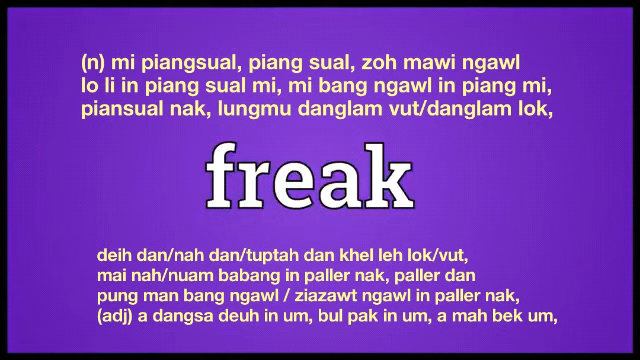 (n) mi piangsual, piang sual, zoh mawi ngawl
lo li in piang sual mi, mi bang ngawl in piang mi,
piansual nak, lungmu danglam vut/danglam lok,
freak
deih dan/nah dan/tuptah dan khel leh lok/vut,
mai nah/nuam babang in paller nak, paller dan
pung man bang ngawl / ziazawt ngawl in paller nak,
(adj) a dangsa deuh in um, bul pak in um, a mah bek um,